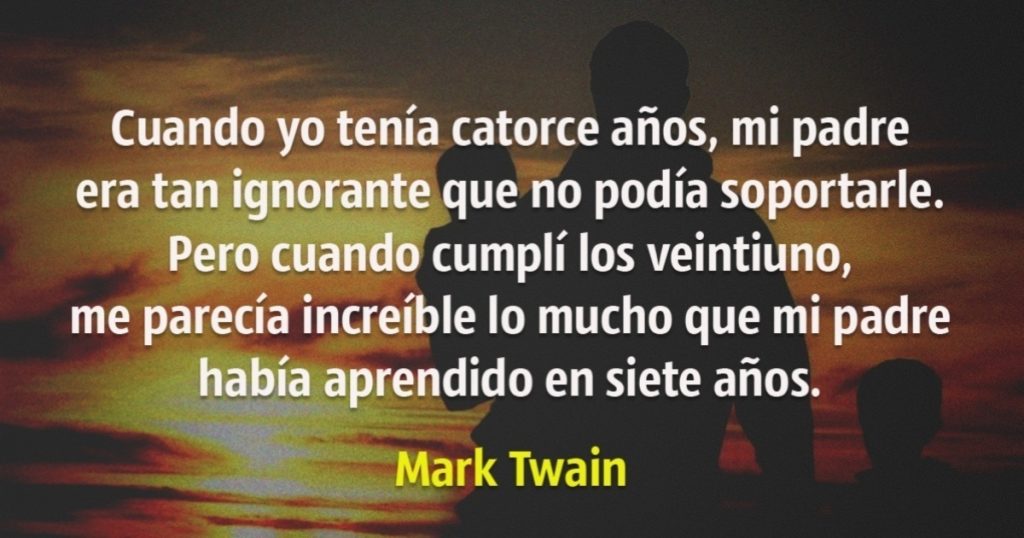 Cuando yo tenía catorce años, mi padre
era tan ignorante que no podía soportarle.
Pero cuando cumplí los veintiuno,
me parecía increíble lo mucho que mi padre
había aprendido en siete años.
Mark Twain